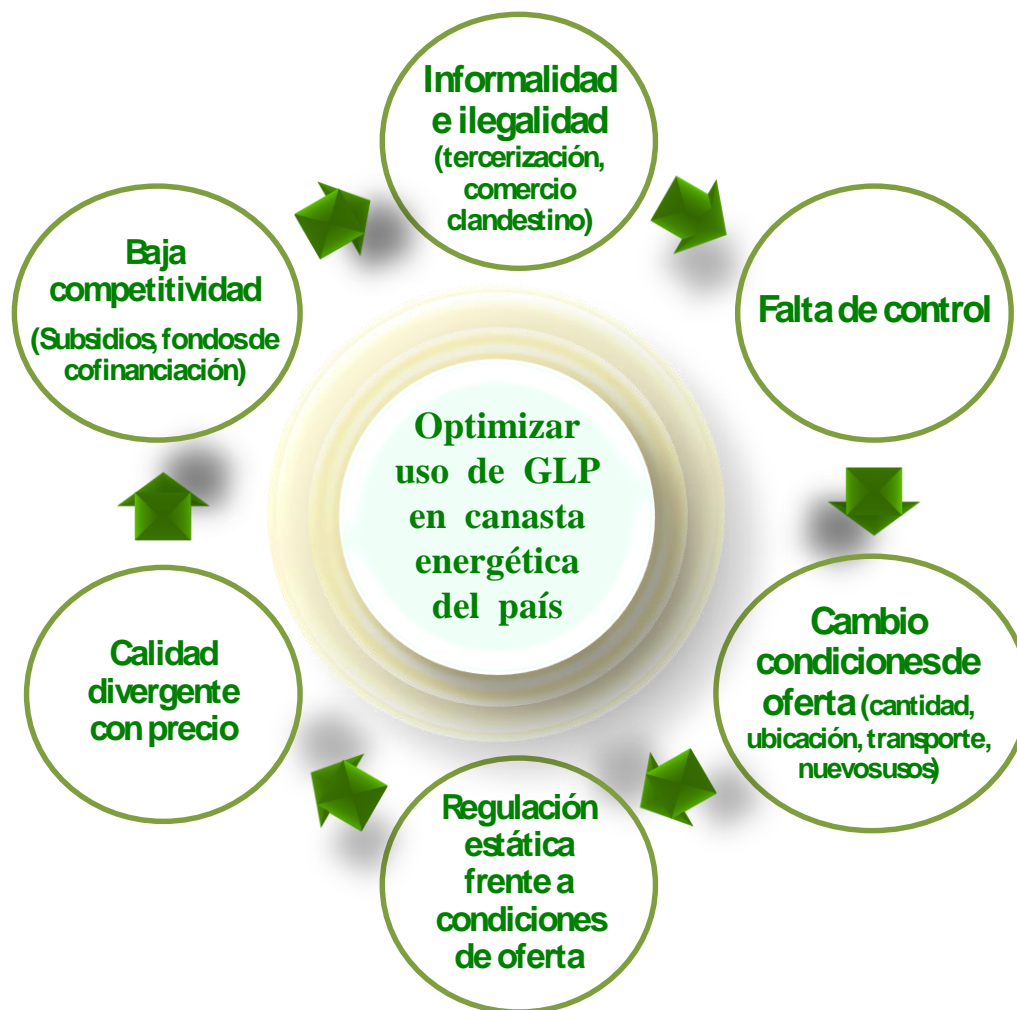 Informalidad
e ilegalidad
(tercerización,
comercio
clandestino)
Falta de control
Cambio
condiciones de
oferta (cantidad,
ubicación, transporte,
nuevos usos)
Regulación
estática
frente a
condiciones
de oferta
Calidad
divergente
con precio
Baja
competitividad
(Subsidios, fondos de
cofinanciación)
Optimizar
uso de GLP
en canasta
energética
del país